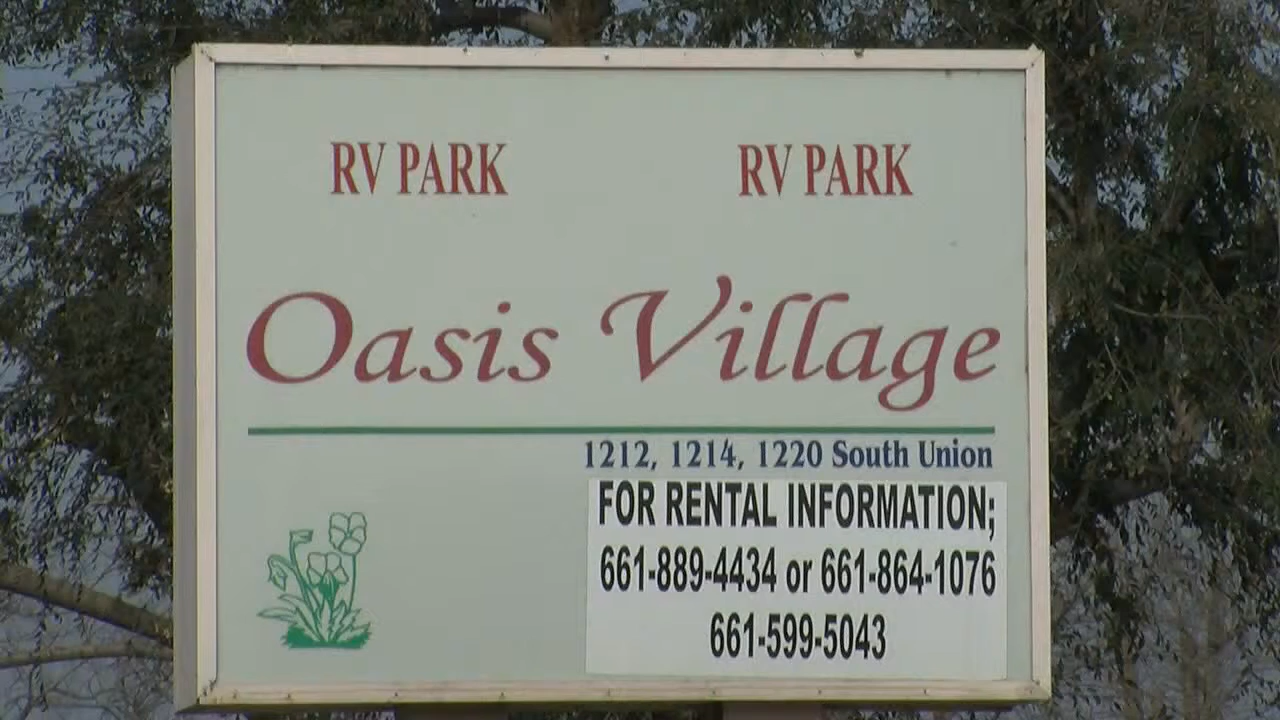 RV PARK RV PARK
Oasis Village
1212, 1214, 1220 South Union
FOR RENTAL INFORMATION;
661-889-4434 or 661-864-1076
661-599-5043